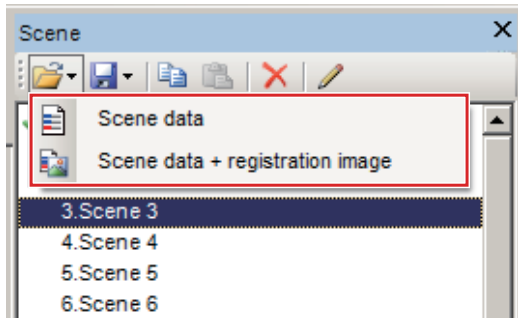 Scene
Scene data
Scene data + registration image
3.Scene 3
4.Scene 4
5.Scene 5
6.Scene 6